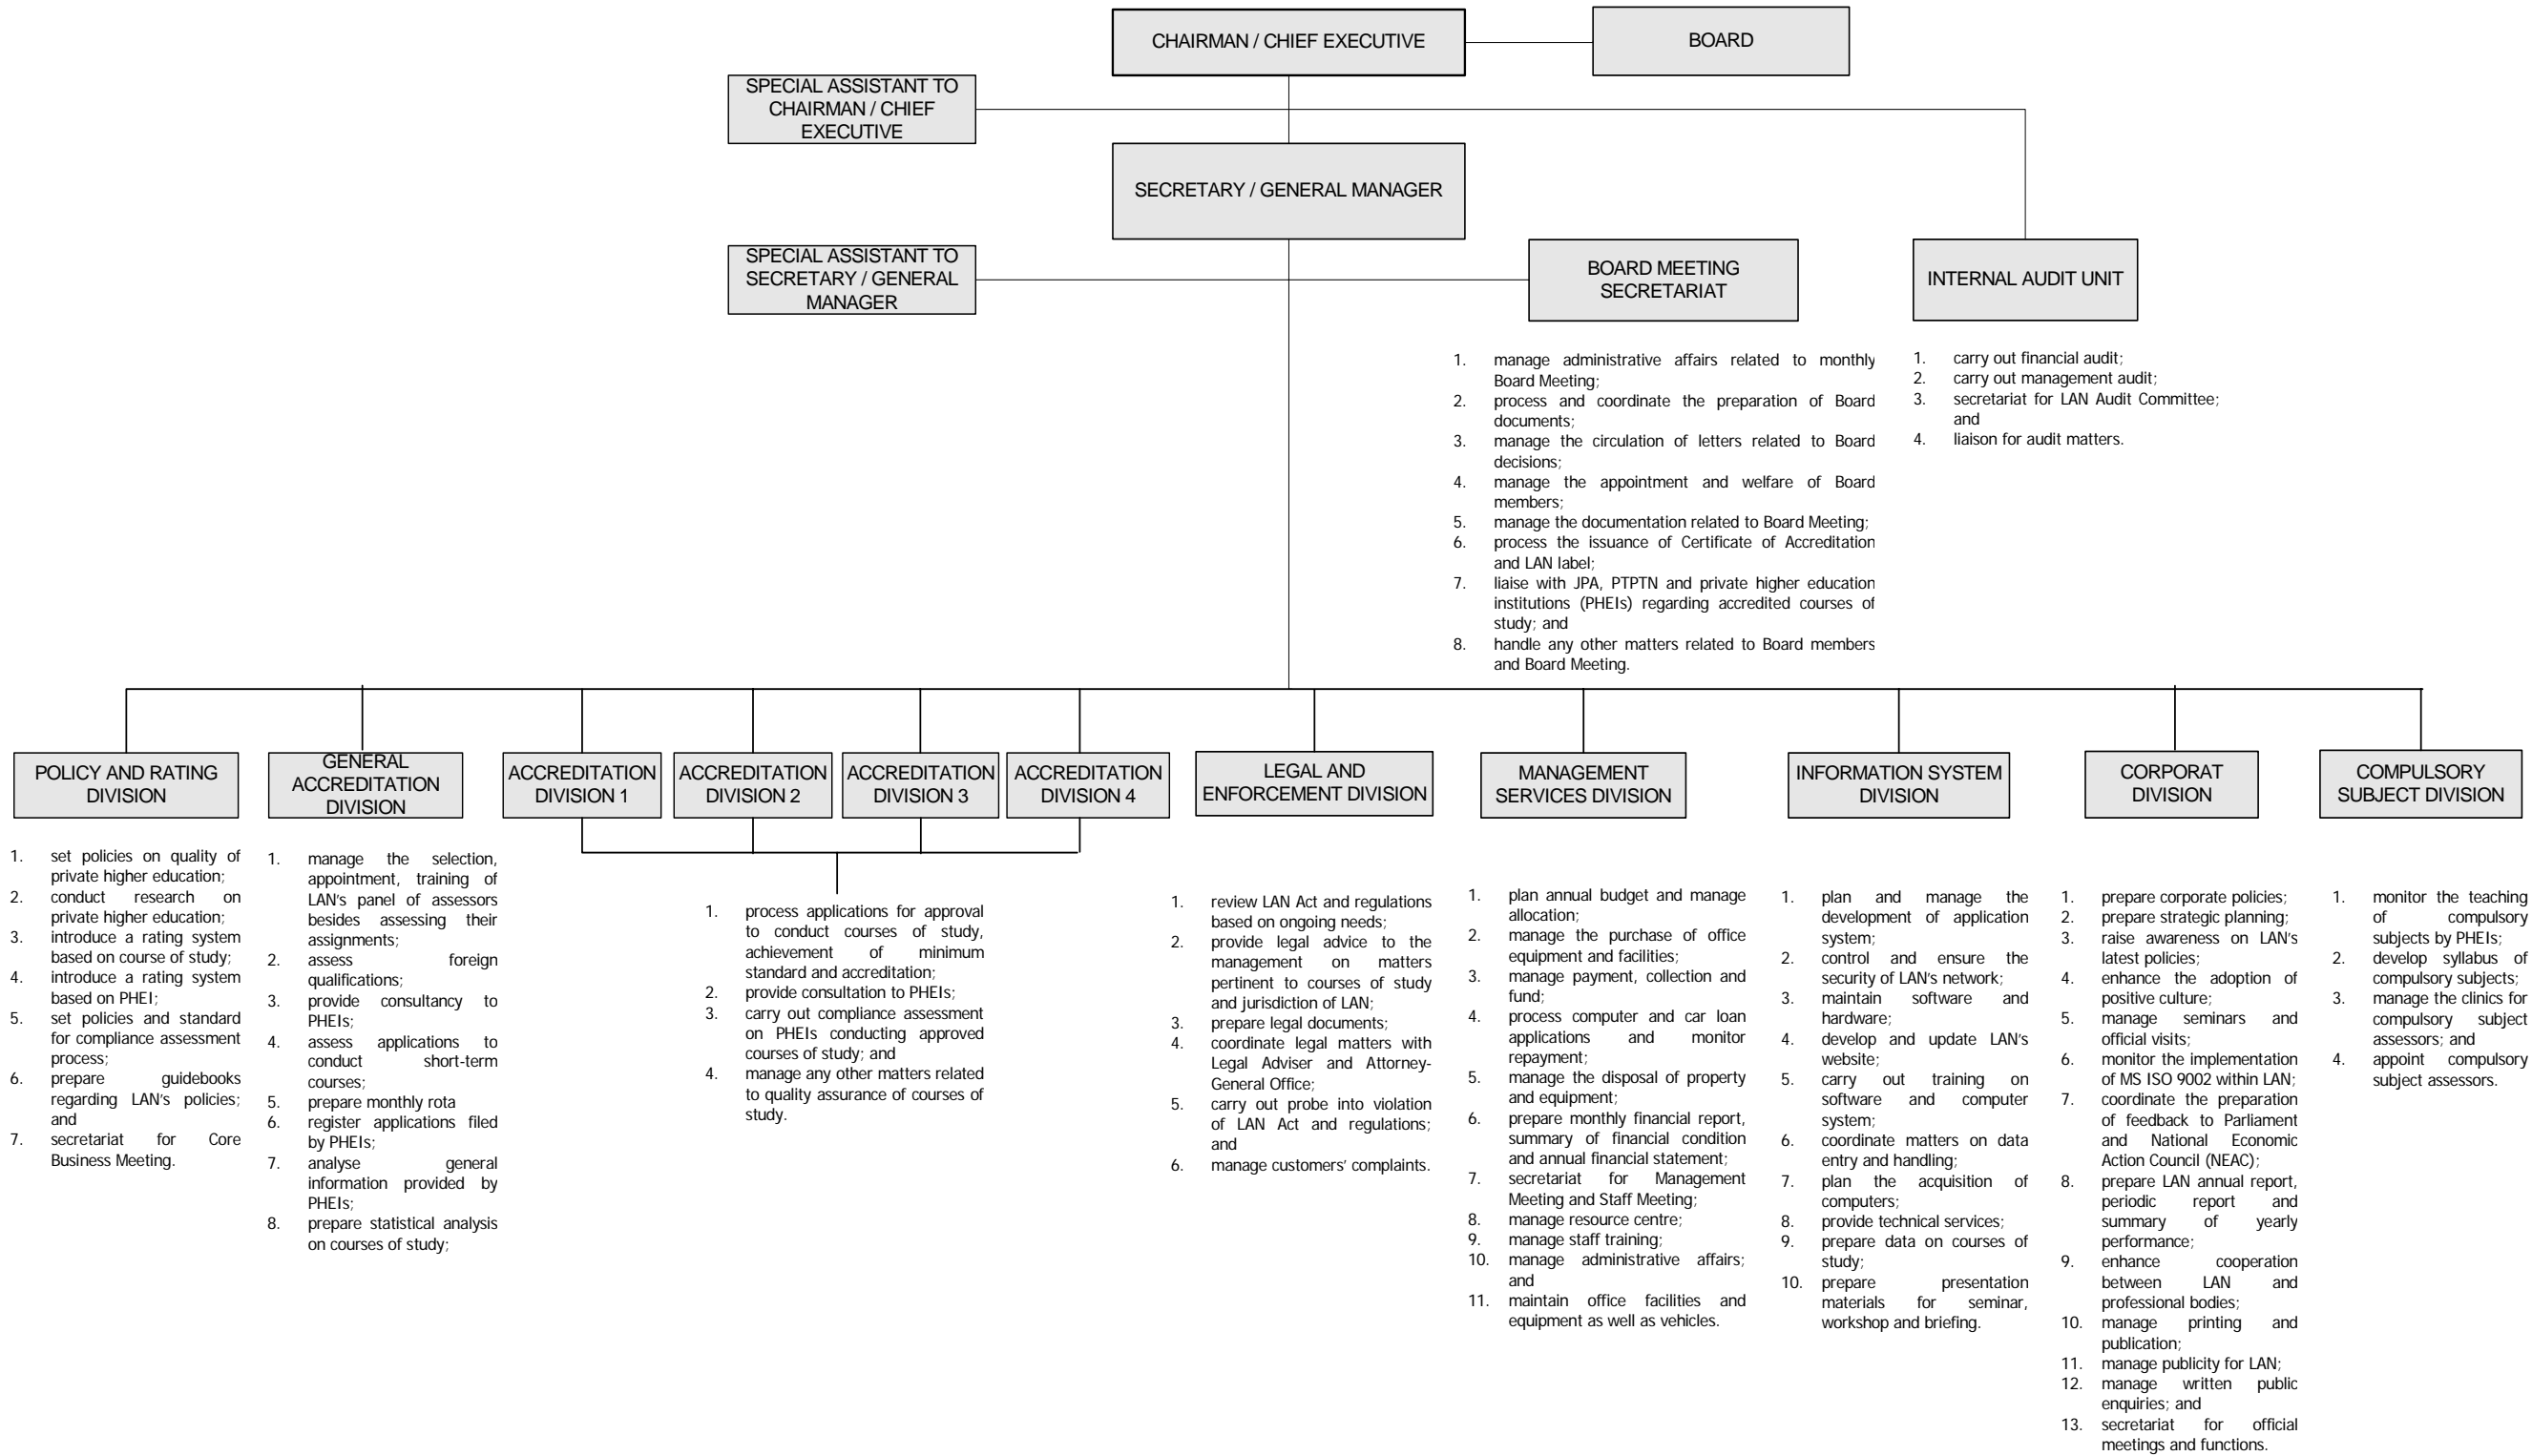 CHAIRMAN / CHIEF EXECUTIVE
BOARD
SPECIAL ASSISTANT TO
CHAIRMAN / CHIEF
EXECUTIVE
SECRETARY / GENERAL MANAGER
SPECIAL ASSISTANT TO
SECRETARY / GENERAL
MANAGER
BOARD MEETING
SECRETARIAT
INTERNAL AUDIT UNIT
1. manage administrative affairs related to monthly
Board Meeting;
2. process and coordinate the preparation of Board
documents;
3. manage the circulation of letters related to Board
decisions;
4. manage the appointment and welfare of Board
members;
5. manage the documentation related to Board Meeting;
6. process the issuance of Certificate of Accreditation
and LAN label;
7. liaise with JPA, PTPTN and private higher education
institutions (PHEIs) regarding accredited courses of
study; and
8. handle any other matters related to Board members
and Board Meeting.
1. carry out financial audit;
2. carry out management audit;
3. secretariat for LAN Audit Committee;
and
4. liaison for audit matters.
POLICY AND RATING
DIVISION
GENERAL
ACCREDITATION
DIVISION
ACCREDITATION
DIVISION 1
ACCREDITATION
DIVISION 2
ACCREDITATION
DIVISION 3
ACCREDITATION
DIVISION 4
LEGAL AND
ENFORCEMENT DIVISION
MANAGEMENT
SERVICES DIVISION
INFORMATION SYSTEM
DIVISION
CORPORAT
DIVISION
COMPULSORY
SUBJECT DIVISION
1. set policies on quality of
private higher education;
2. conduct research on
private higher education;
3. introduce a rating system
based on course of study;
4. introduce a rating system
based on PHEI;
5. set policies and standard
for compliance assessment
process;
6. prepare guidebooks
regarding LAN's policies;
and
7. secretariat for Core
Business Meeting.
1. manage the selection,
appointment, training of
LAN's panel of assessors
besides assessing their
assignments;
2. assess foreign
qualifications;
3. provide consultancy to
PHEIs;
4. assess applications to
conduct short-term
courses;
5. prepare monthly rota
6. register applications filed
by PHEIs;
7. analyse general
information provided by
PHEIs;
8. prepare statistical analysis
on courses of study;
1. process applications for approval
to conduct courses of study,
achievement of minimum
standard and accreditation;
2. provide consultation to PHEIs;
3. carry out compliance assessment
on PHEIs conducting approved
courses of study; and
4. manage any other matters related
to quality assurance of courses of
study.
1. review LAN Act and regulations
based on ongoing needs;
2. provide legal advice to the
management on matters
pertinent to courses of study
and jurisdiction of LAN;
3. prepare legal documents;
4. coordinate legal matters with
Legal Adviser and Attorney-
General Office;
5. carry out probe into violation
of LAN Act and regulations;
and
6. manage customers' complaints.
1. plan annual budget and manage
allocation;
2. manage the purchase of office
equipment and facilities;
3. manage payment, collection and
fund;
4. process computer and car loan
applications and monitor
repayment;
5. manage the disposal of property
and equipment;
6. prepare monthly financial report,
summary of financial condition
and annual financial statement;
7. secretariat for Management
Meeting and Staff Meeting;
8. manage resource centre;
9. manage staff training;
10. manage administrative affairs;
and
11. maintain office facilities and
equipment as well as vehicles.
1. plan and manage the
development of application
system;
2. control and ensure the
security of LAN's network;
3. maintain software and
hardware;
4. develop and update LAN's
website;
5. carry out training on
software and computer
system;
6. coordinate matters on data
entry and handling;
7. plan the acquisition of
computers;
8. provide technical services;
9. prepare data on courses of
study;
10. prepare presentation
materials for seminar,
workshop and briefing.
1. prepare corporate policies;
2. prepare strategic planning;
3. raise awareness on LAN's
latest policies;
4. enhance the adoption of
positive culture;
5. manage seminars and
official visits;
6. monitor the implementation
of MS ISO 9002 within LAN;
7. coordinate the preparation
of feedback to Parliament
and National Economic
Action Council (NEAC);
8. prepare LAN annual report,
periodic report and
summary of yearly
performance;
9. enhance cooperation
between LAN and
professional bodies;
10. manage printing and
publication;
11. manage publicity for LAN;
12. manage written public
enquiries; and
13. secretariat for official
meetings and functions.
1. monitor the teaching
of compulsory
subjects by PHEIs;
2. develop syllabus of
compulsory subjects;
3. manage the clinics for
compulsory subject
assessors; and
4. appoint compulsory
subject assessors.